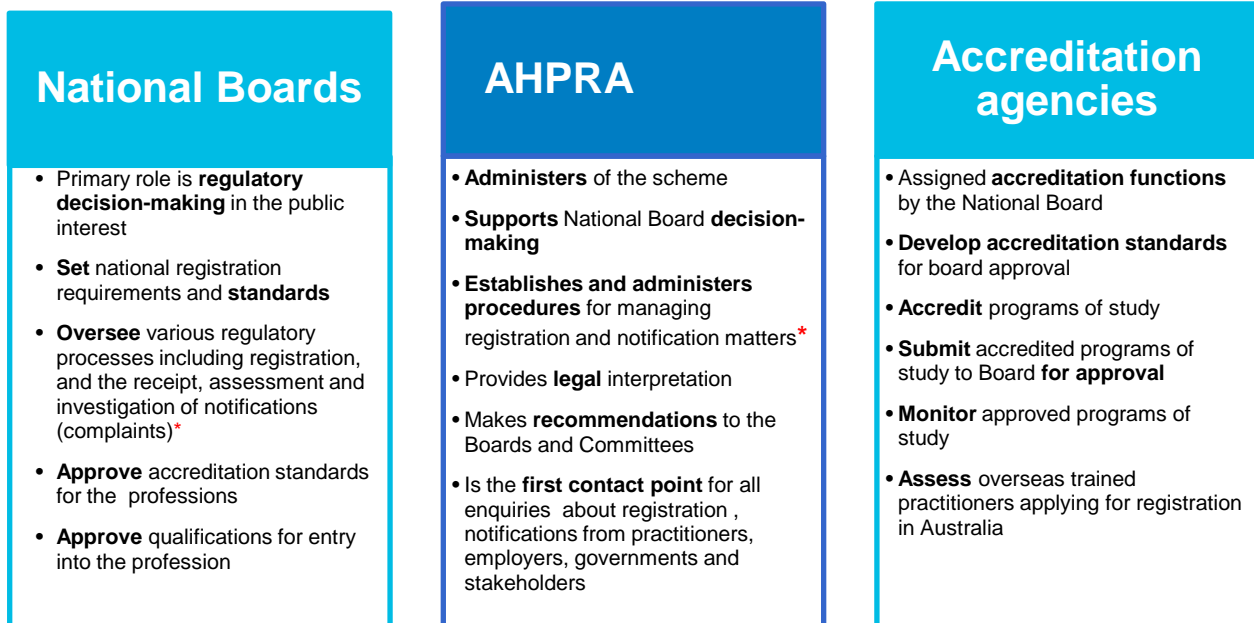 National Boards
• Primary role is regulatory
decision-making in the public
interest
• Set national registration
requirements and standards
• Oversee various regulatory
processes including registration,
and the receipt, assessment and
investigation of notifications
(complaints)*
• Approve accreditation standards
for the professions
• Approve qualifications for entry
into the profession
AHPRA
• Administers of the scheme
• Supports National Board decision-
making
• Establishes and administers
procedures for managing
registration and notification matters*
• Provides legal interpretation
• Makes recommendations to the
Boards and Committees
• Is the first contact point for all
enquiries about registration ,
notifications from practitioners,
employers, governments and
stakeholders
Accreditation
agencies
• Assigned accreditation functions
by the National Board
• Develop accreditation standards
for board approval
• Accredit programs of study
• Submit accredited programs of
study to Board for approval
• Monitor approved programs of
study
• Assess overseas trained
practitioners applying for registration
in Australia